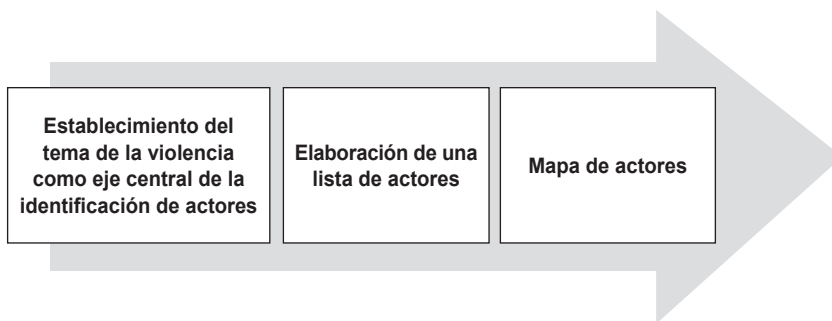 Establecimiento del
tema de la violencia
como eje central de la
identificación de actores
Elaboración de una
lista de actores
Mapa de actores